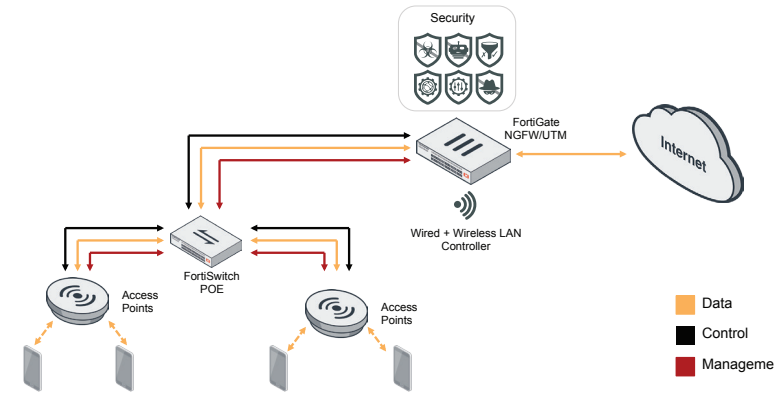 Security
FortiGate
NGFW/UTM
Internet
Wired + Wireless LAN
Controller
FortiSwitch
POE
Access
Points
Access
Points
Data
Control
Manageme